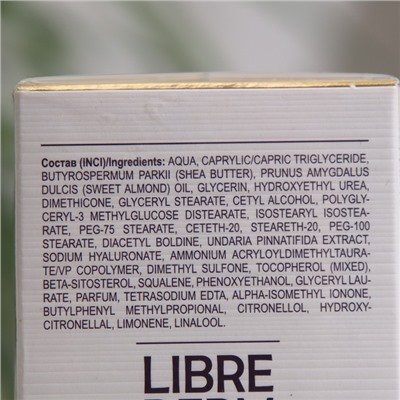 Состав (INCI)/Ingredients: AQUA, CAPRYLIC/CAPRIC TRIGLYCERIDE,
BUTYROSPERMUM PARKII (SHEA BUTTER), PRUNUS AMYGDALUS
DULCIS (SWEET ALMOND) OIL, GLYCERIN, HYDROXYETHYL UREA,
DIMETHICONE, GLYCERYL STEARATE, CETYL ALCOHOL, POLYGLY-
CERYL-3 METHYLGLUCOSE DISTEARATE, ISOSTEARYL ISOSTEA-
RATE, PEG-75 STEARATE, CETETH-20, STEARETH-20, PEG-100
STEARATE, DIACETYL BOLDINE, UNDARIA PINNATIFIDA EXTRACT,
SODIUM HYALURONATE, AMMONIUM ACRYLOYLDIMETHYLTAURA-
TE/VP COPOLYMER, DIMETHYL SULFONE, TOCOPHEROL (MIXED),
BETA-SITOSTEROL, SQUALENE, PHENOXYETHANOL, GLYCERYL LAU-
RATE, PARFUM, TETRASODIUM EDTA, ALPHA-ISOMETHYL IONONE,
BUTYLPHENYL METHYLPROPIONAL, CITRONELLOL, HYDROXY-
CITRONELLAL, LIMONENE, LINALOOL.
LIBRE
DERM